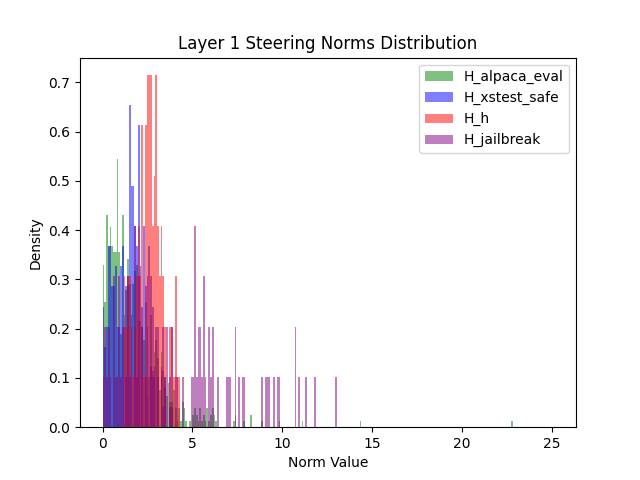 Layer 1 Steering Norms Distribution
H_alpaca_eval
H_xstest_safe
H_h
H_jailbreak
Density
0.7
0.6
0.5
0.4
0.3
0.2
0.1
0.0
0 5 10 15 20 25
Norm Value